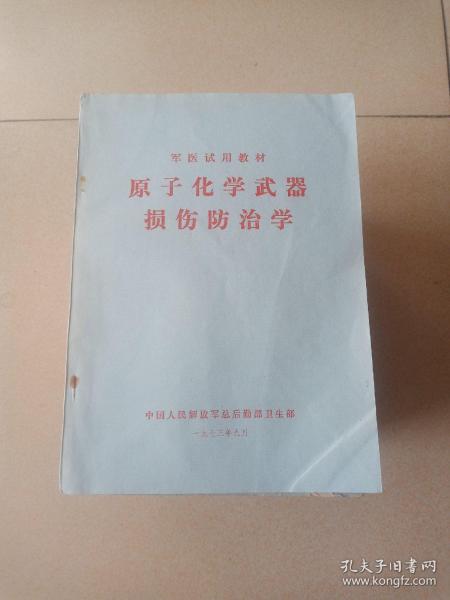 军医试用教材
原子化学武器
损伤防治学
中国人民解放军总后勤部卫生部
一九七三年九月
孔夫子旧书网
www.kongfz.com